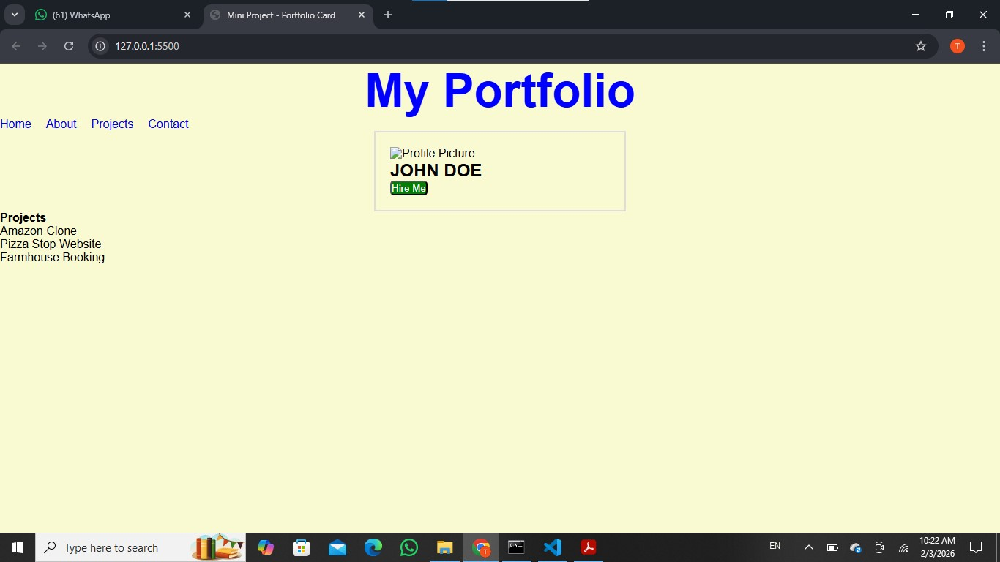 (61) WhatsApp
Mini Project - Portfolio Card
127.0.0.1:5500
T
My Portfolio
Home About Projects Contact
Profile Picture
JOHN DOE
Hire Me
Projects
Amazon Clone
Pizza Stop Website
Farmhouse Booking
Type here to search
T
EN
10:22 AM
2/3/2026